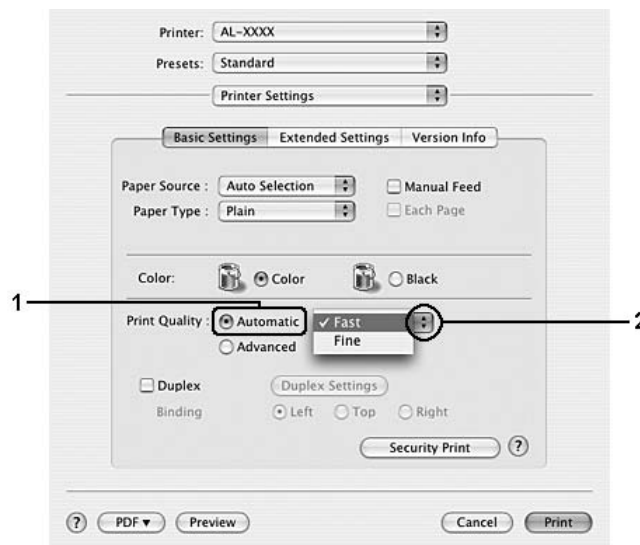 Printer: AL-XXXX
Presets: Standard
Printer Settings
Basic Settings Extended Settings Version Info
Paper Source : Auto Selection Manual Feed
Paper Type : Plain Each Page
Color: Color Black
1
Print Quality : Automatic ✓ Fast 2
Advanced Fine
Duplex Duplex Settings
Binding Left Top Right
Security Print ?
? PDF ▼ Preview Cancel Print